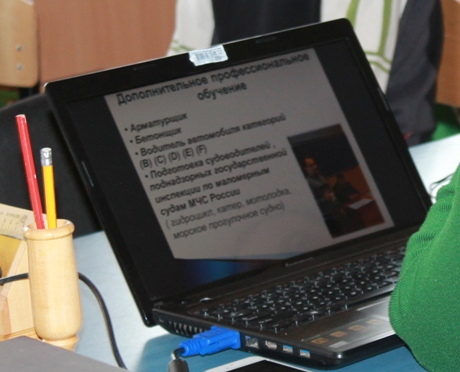 Дополнительное профессиональное
обучение
• Арматурщик
• Бетонщик
• Водитель автомобиля категорий
(B) (C) (D) (E) (F)
• Подготовка судоводителей ,
поднадзорных государственной
инспекции по маломерным
судам МЧС России
( гидроцикл, катер, мотолодка,
морское прогулочное судно)